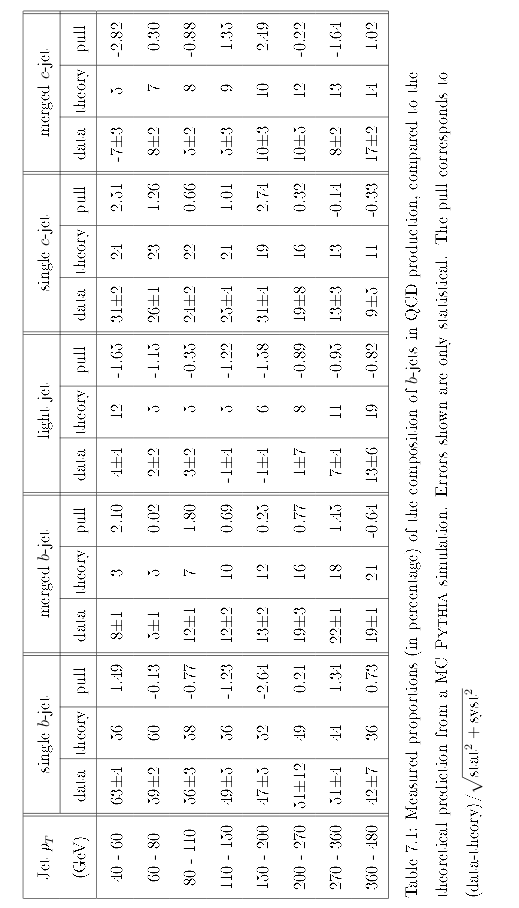 Jet pT single b-jet merged b-jet light jet single c-jet merged c-jet
(GeV) data theory pull data theory pull data theory pull data theory pull data theory pull
40 - 60 63±4 56 1.49 8±1 3 2.10 4±4 12 -1.65 31±2 24 2.51 -7±3 5 -2.82
60 - 80 59±2 60 -0.13 5±1 5 0.02 2±2 5 -1.15 26±1 23 1.26 8±2 7 0.30
80 - 110 56±3 58 -0.77 12±1 7 1.80 3±2 5 -0.35 24±2 22 0.66 5±2 8 -0.88
110 - 150 49±5 56 -1.23 12±2 10 0.69 -1±4 5 -1.22 25±4 21 1.01 5±3 9 1.35
150 - 200 47±5 52 -2.64 13±2 12 0.25 -1±4 6 -1.58 31±4 19 2.74 10±3 10 2.49
200 - 270 51±12 49 0.21 19±3 16 0.77 1±7 8 -0.89 19±8 16 0.32 10±5 12 -0.22
270 - 360 51±4 44 1.34 22±1 18 1.45 7±4 11 -0.95 13±3 13 -0.14 8±2 13 -1.64
360 - 480 42±7 36 0.73 19±1 21 -0.64 13±6 19 -0.82 9±5 11 -0.33 17±2 14 1.02
Table 7.1: Measured proportions (in percentage) of the composition of b-jets in QCD production, compared to the
theoretical prediction from a MC PYTHIA simulation. Errors shown are only statistical. The pull corresponds to
(data-theory)/√stat² + syst²